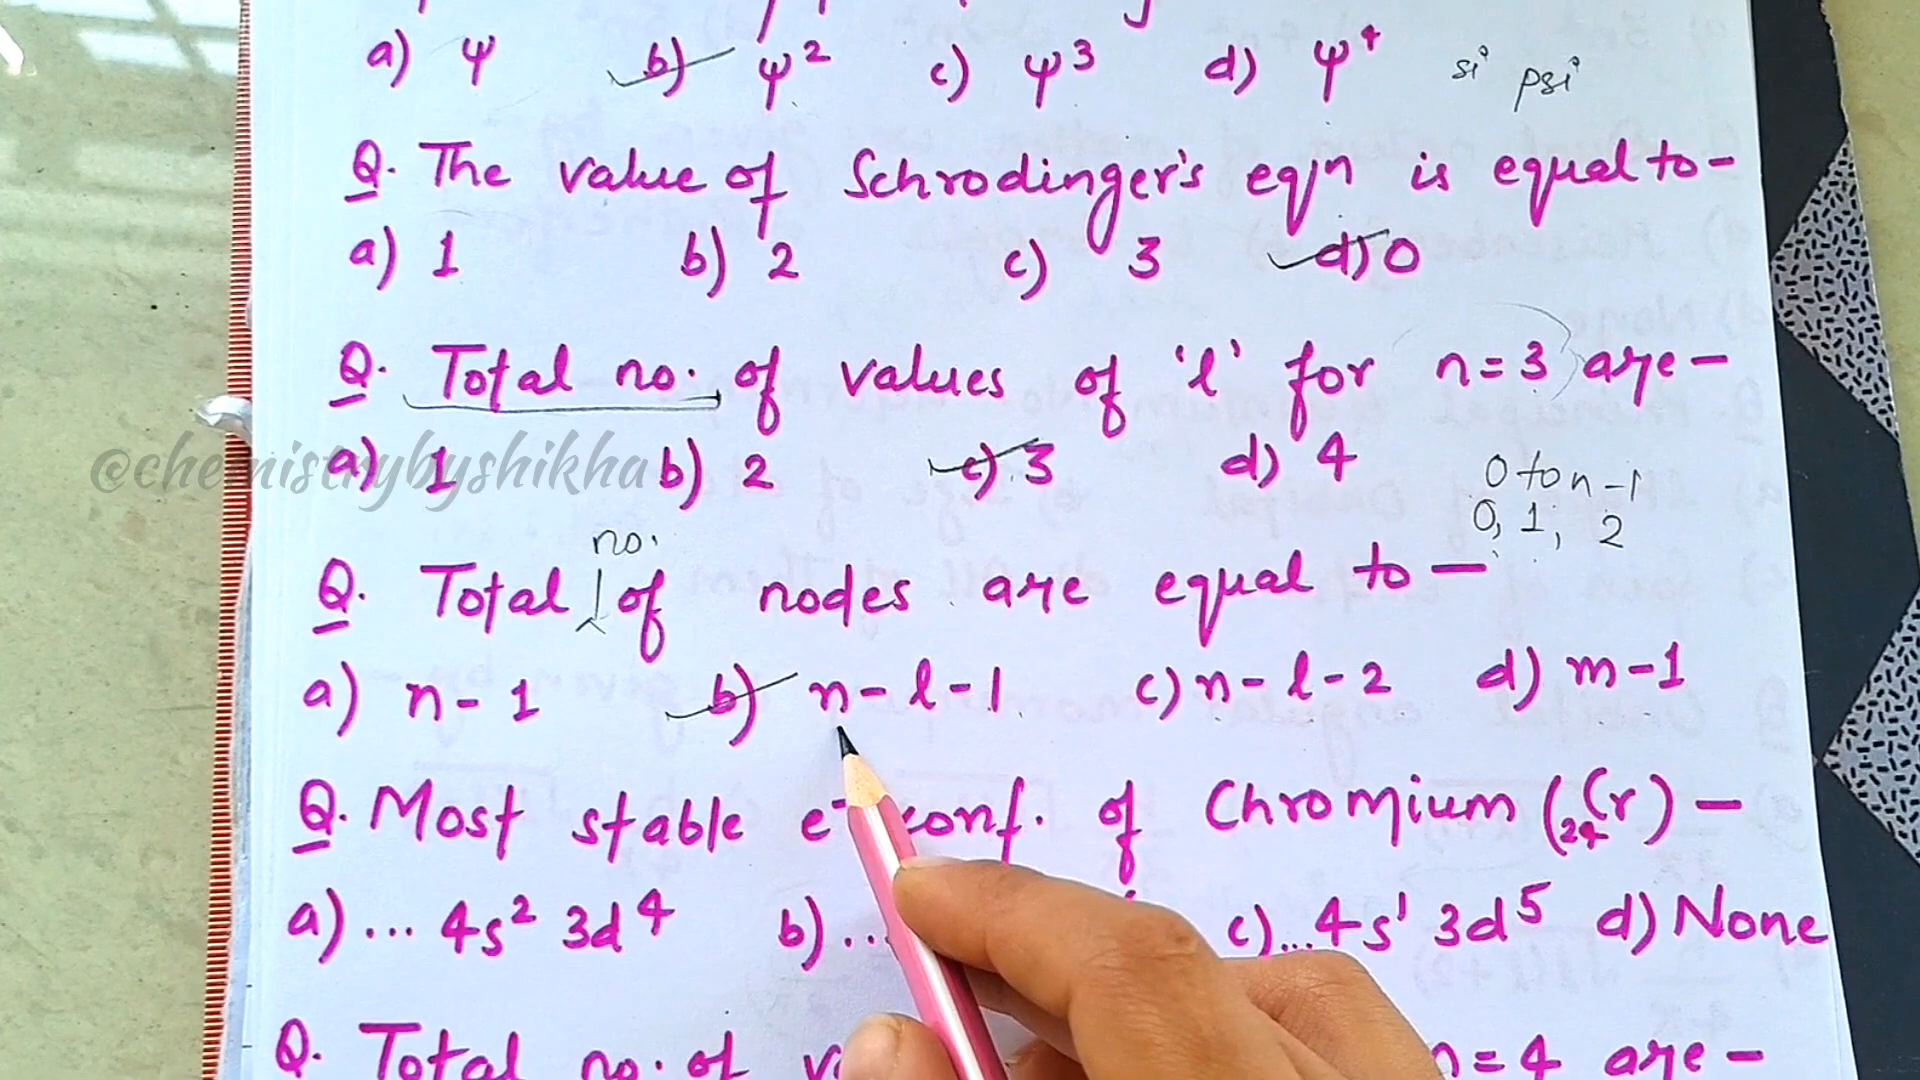 a) ψ b) ψ² c) ψ³ d) ψ⁴ si psi
Q. The value of Schrodinger's eqn is equal to-
a) 1 b) 2 c) 3 d) 0
Q. Total no. of values of 'l' for n=3 are-
a) 1 b) 2 c) 3 d) 4
0 to n-1
0, 1, 2
@chemistrybyshikha
no.
Q. Total of nodes are equal to-
a) n-1 b) n-l-1 c) n-l-2 d) m-1
Q. Most stable e⁻ conf. of Chromium (₂₄Cr)-
a)... 4s² 3d⁴ b)... c)...4s¹ 3d⁵ d) None
Q. Total no. of n=4 are-